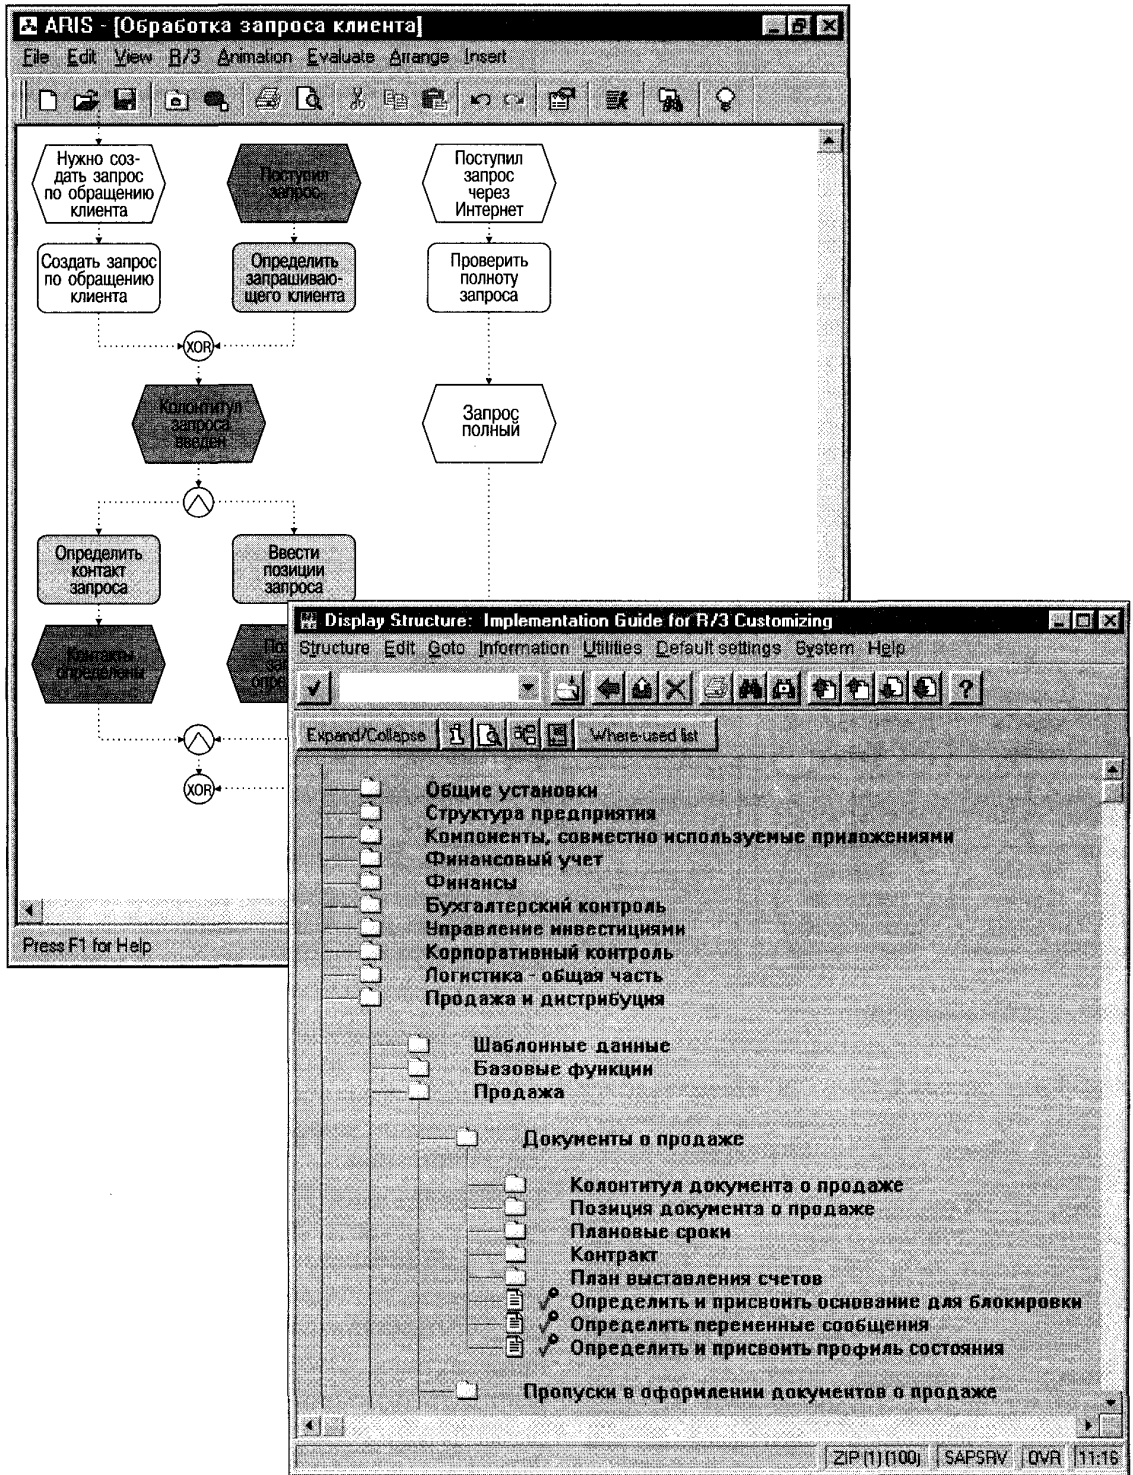 ARIS - [Обработка запроса клиента]
File Edit View R/3 Animation Evaluate Arrange Insert
Нужно соз-
дать запрос
по обращению
клиента
Поступил
запрос
Поступил
запрос
через
Интернет
Создать запрос
по обращению
клиента
Определить
запрашиваю-
щего клиента
Проверить
полноту
запроса
XOR
Колонтитул
запроса
введен
Запрос
полный
Определить
контакт
запроса
Ввести
позиции
запроса
Контакты
определены
XOR
Press F1 for Help
Display Structure: Implementation Guide for R/3 Customizing
Structure Edit Goto Information Utilities Default settings System Help
Expand/Collapse Where-used list
Общие установки
Структура предприятия
Компоненты, совместно используемые приложениями
Финансовый учет
Финансы
Бухгалтерский контроль
Управление инвестициями
Корпоративный контроль
Логистика - общая часть
Продажа и дистрибуция
Шаблонные данные
Базовые функции
Продажа
Документы о продаже
Колонтитул документа о продаже
Позиция документа о продаже
Плановые сроки
Контракт
План выставления счетов
Определить и присвоить основание для блокировки
Определить переменные сообщения
Определить и присвоить профиль состояния
Пропуски в оформлении документов о продаже
ZIP (1) (100) SAPSRV OVR 11:16